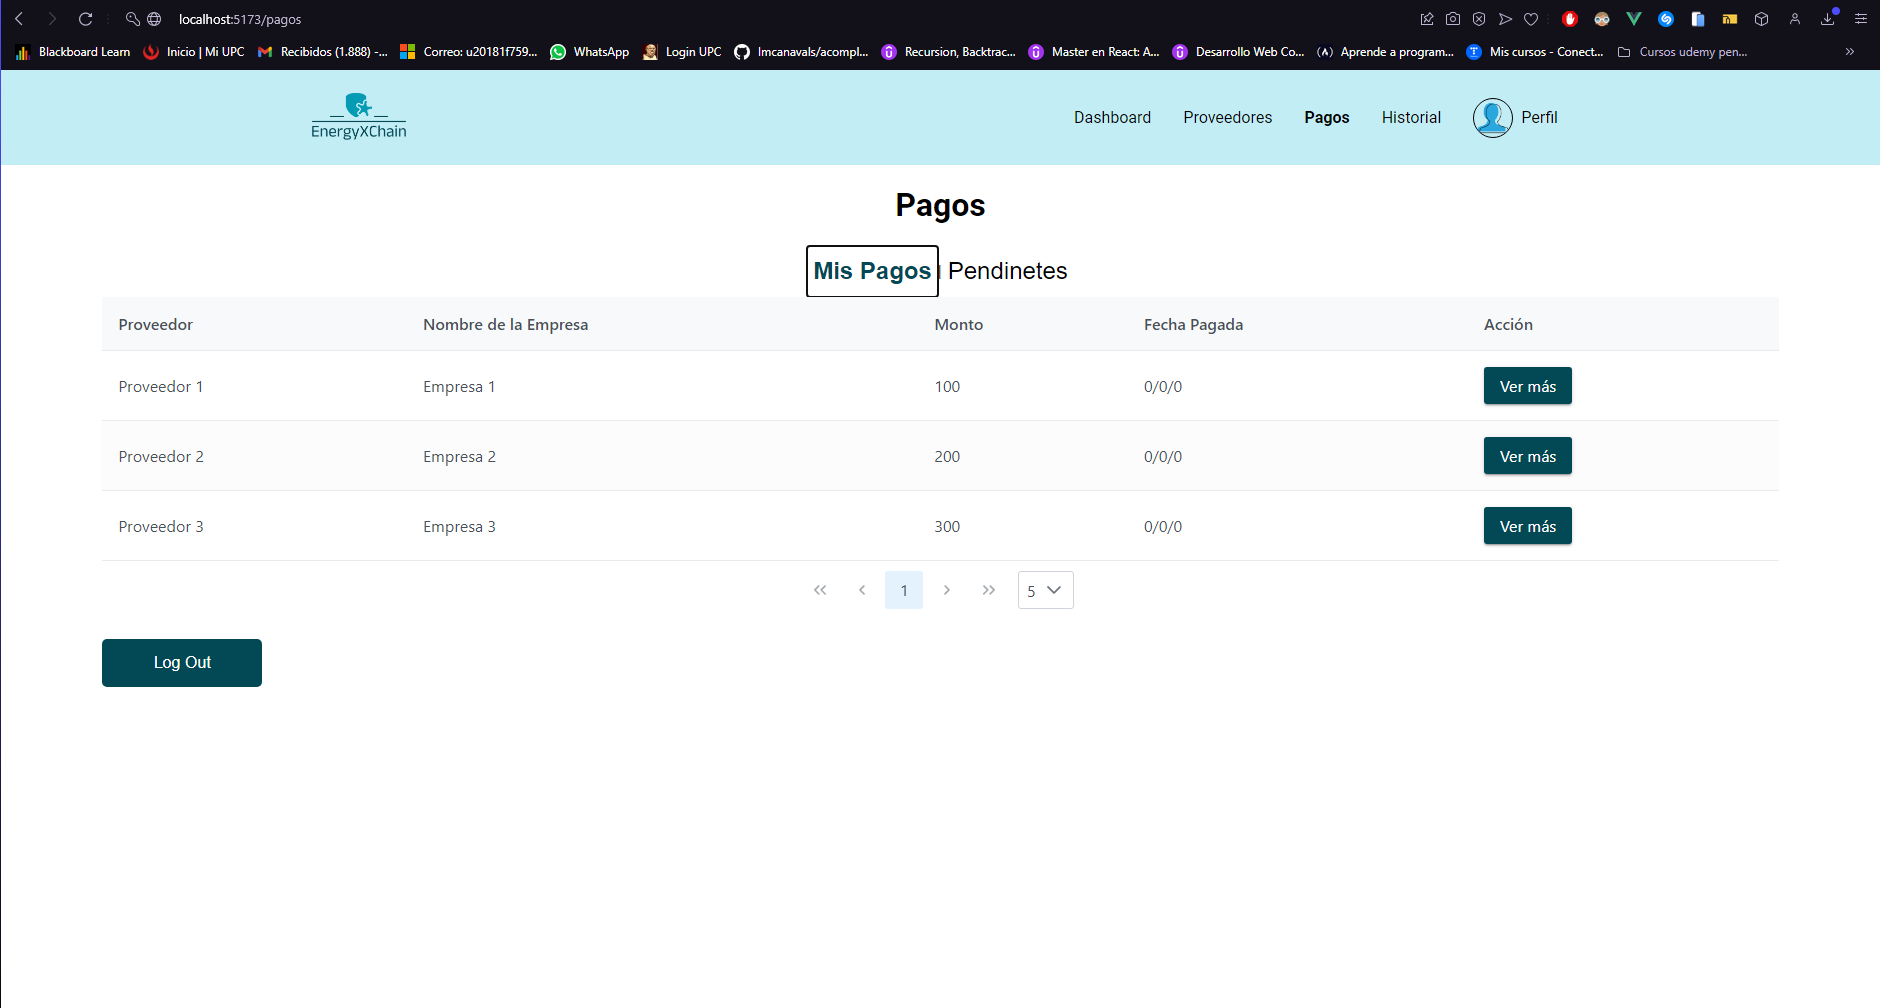 localhost:5173/pagos
Blackboard Learn Inicio | Mi UPC Recibidos (1.888) -... Correo: u20181f759... WhatsApp Login UPC lmcanavals/acompl... Recursion, Backtrac... Master en React: A... Desarrollo Web Co... Aprende a program... Mis cursos - Conect... Cursos udemy pen...
EnergyXChain
Dashboard Proveedores Pagos Historial Perfil
Pagos
Mis Pagos Pendinetes
Proveedor Nombre de la Empresa Monto Fecha Pagada Acción
Proveedor 1 Empresa 1 100 0/0/0 Ver más
Proveedor 2 Empresa 2 200 0/0/0 Ver más
Proveedor 3 Empresa 3 300 0/0/0 Ver más
1 5
Log Out